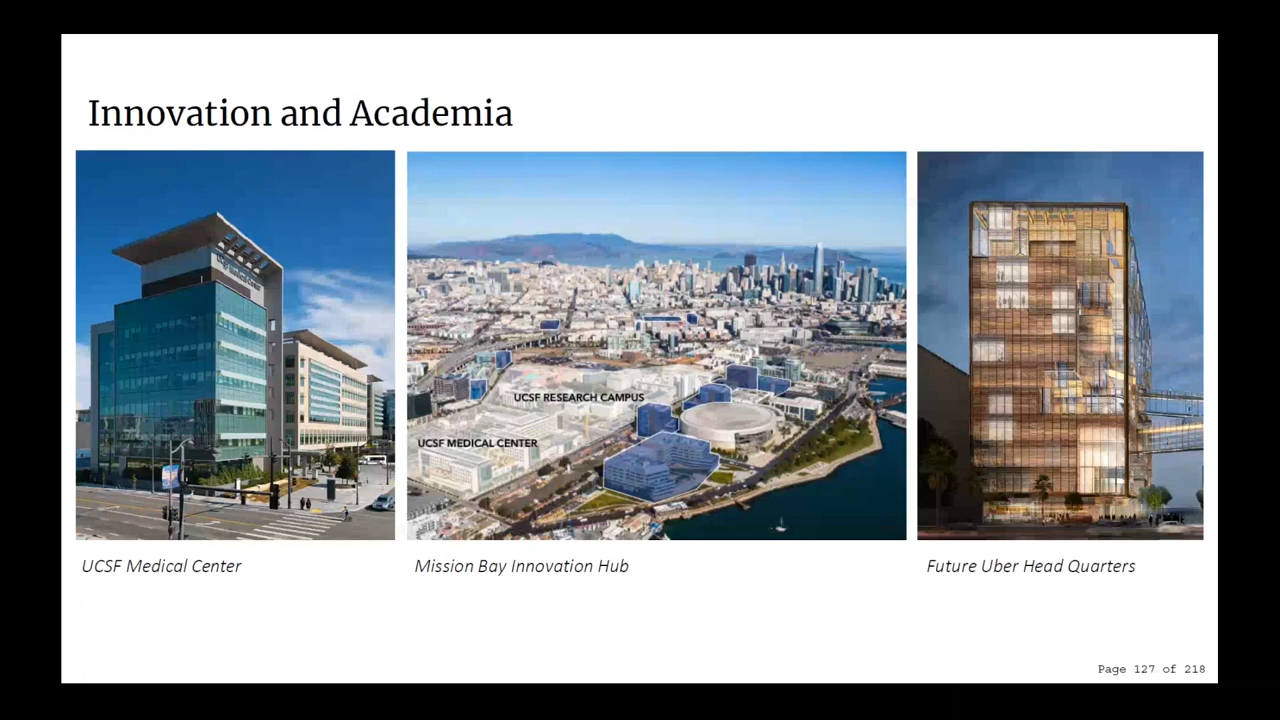 Innovation and Academia
UCSF RESEARCH CAMPUS
UCSF MEDICAL CENTER
UCSF Medical Center
Mission Bay Innovation Hub
Future Uber Head Quarters
Page 127 of 218